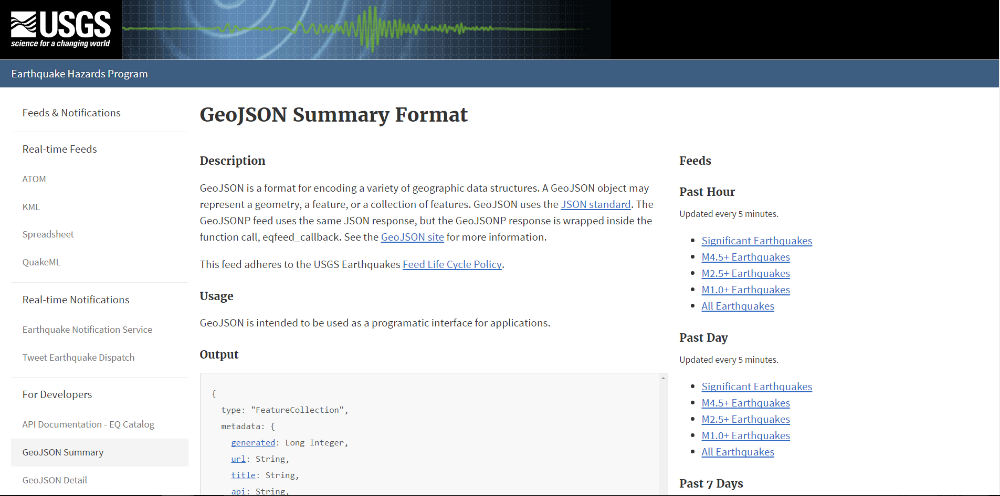 USGS
science for a changing world
Earthquake Hazards Program
Feeds & Notifications
Real-time Feeds
ATOM
KML
Spreadsheet
QuakeML
Real-time Notifications
Earthquake Notification Service
Tweet Earthquake Dispatch
For Developers
API Documentation - EQ Catalog
GeoJSON Summary
GeoJSON Detail
GeoJSON Summary Format
Description
GeoJSON is a format for encoding a variety of geographic data structures. A GeoJSON object may
represent a geometry, a feature, or a collection of features. GeoJSON uses the JSON standard. The
GeoJSONP feed uses the same JSON response, but the GeoJSONP response is wrapped inside the
function call, eqfeed_callback. See the GeoJSON site for more information.
This feed adheres to the USGS Earthquakes Feed Life Cycle Policy.
Usage
GeoJSON is intended to be used as a programatic interface for applications.
Output
{
type: "FeatureCollection",
metadata: {
generated: Long Integer,
url: String,
title: String,
api: String,
Feeds
Past Hour
Updated every 5 minutes.
Significant Earthquakes
M4.5+ Earthquakes
M2.5+ Earthquakes
M1.0+ Earthquakes
All Earthquakes
Past Day
Updated every 5 minutes.
Significant Earthquakes
M4.5+ Earthquakes
M2.5+ Earthquakes
M1.0+ Earthquakes
All Earthquakes
Past 7 Days